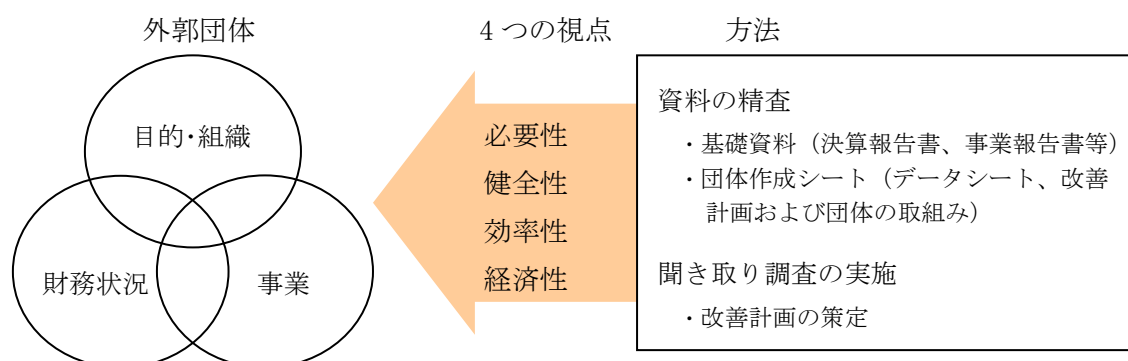 外郭団体
4つの視点
方法
目的･組織
財務状況
事業
必要性
健全性
効率性
経済性
資料の精査
・基礎資料（決算報告書、事業報告書等）
・団体作成シート（データシート、改善
計画および団体の取組み）
聞き取り調査の実施
・改善計画の策定